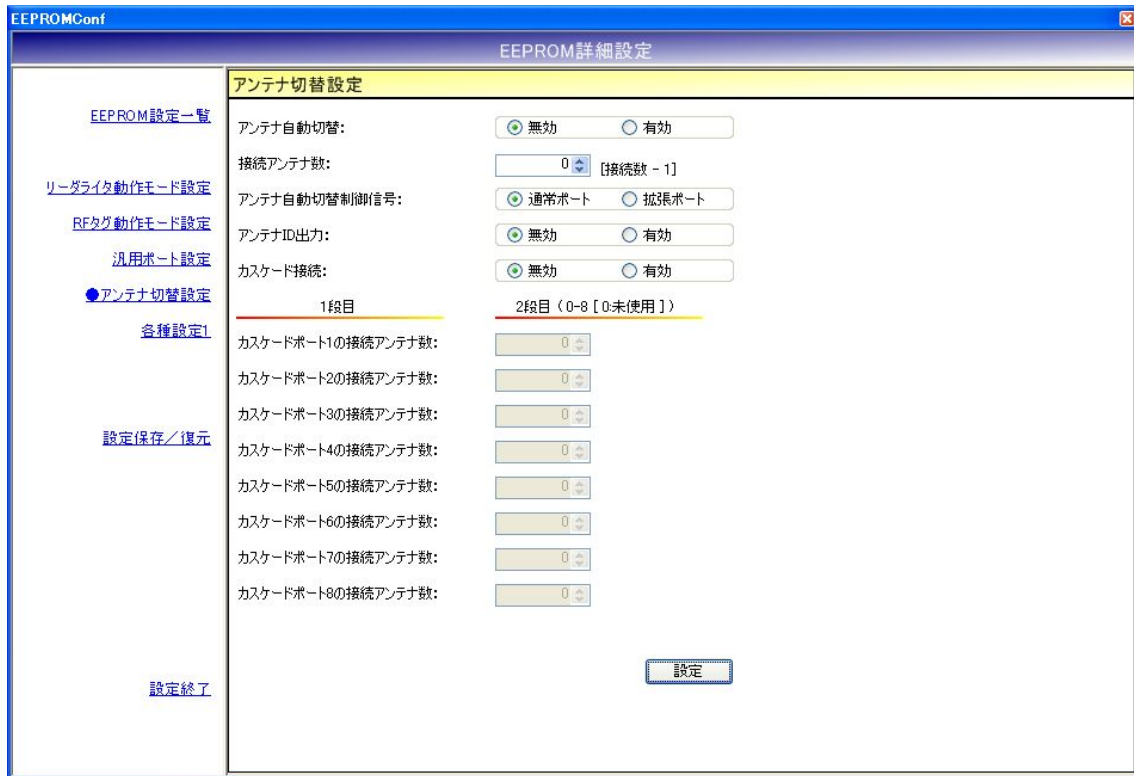 EEPROMConf
EEPROM詳細設定
EEPROM設定一覧
リーダライタ動作モード設定
RFタグ動作モード設定
汎用ポート設定
●アンテナ切替設定
各種設定1
設定保存／復元
設定終了
アンテナ切替設定
アンテナ自動切替: 無効 有効
接続アンテナ数: 0 [接続数 - 1]
アンテナ自動切替制御信号: 通常ポート 拡張ポート
アンテナID出力: 無効 有効
カスケード接続: 無効 有効
1段目 2段目（0-8 [ 0:未使用 ]）
カスケードポート1の接続アンテナ数: 0
カスケードポート2の接続アンテナ数: 0
カスケードポート3の接続アンテナ数: 0
カスケードポート4の接続アンテナ数: 0
カスケードポート5の接続アンテナ数: 0
カスケードポート6の接続アンテナ数: 0
カスケードポート7の接続アンテナ数: 0
カスケードポート8の接続アンテナ数: 0
設定